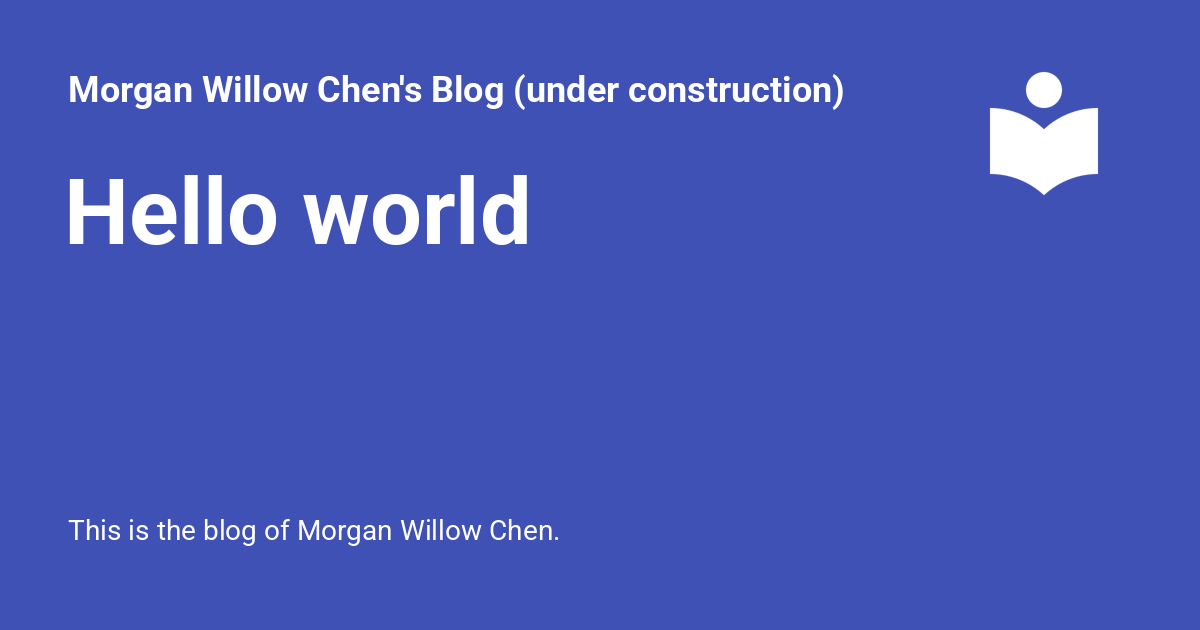 Morgan Willow Chen's Blog (under construction)
Hello world
This is the blog of Morgan Willow Chen.